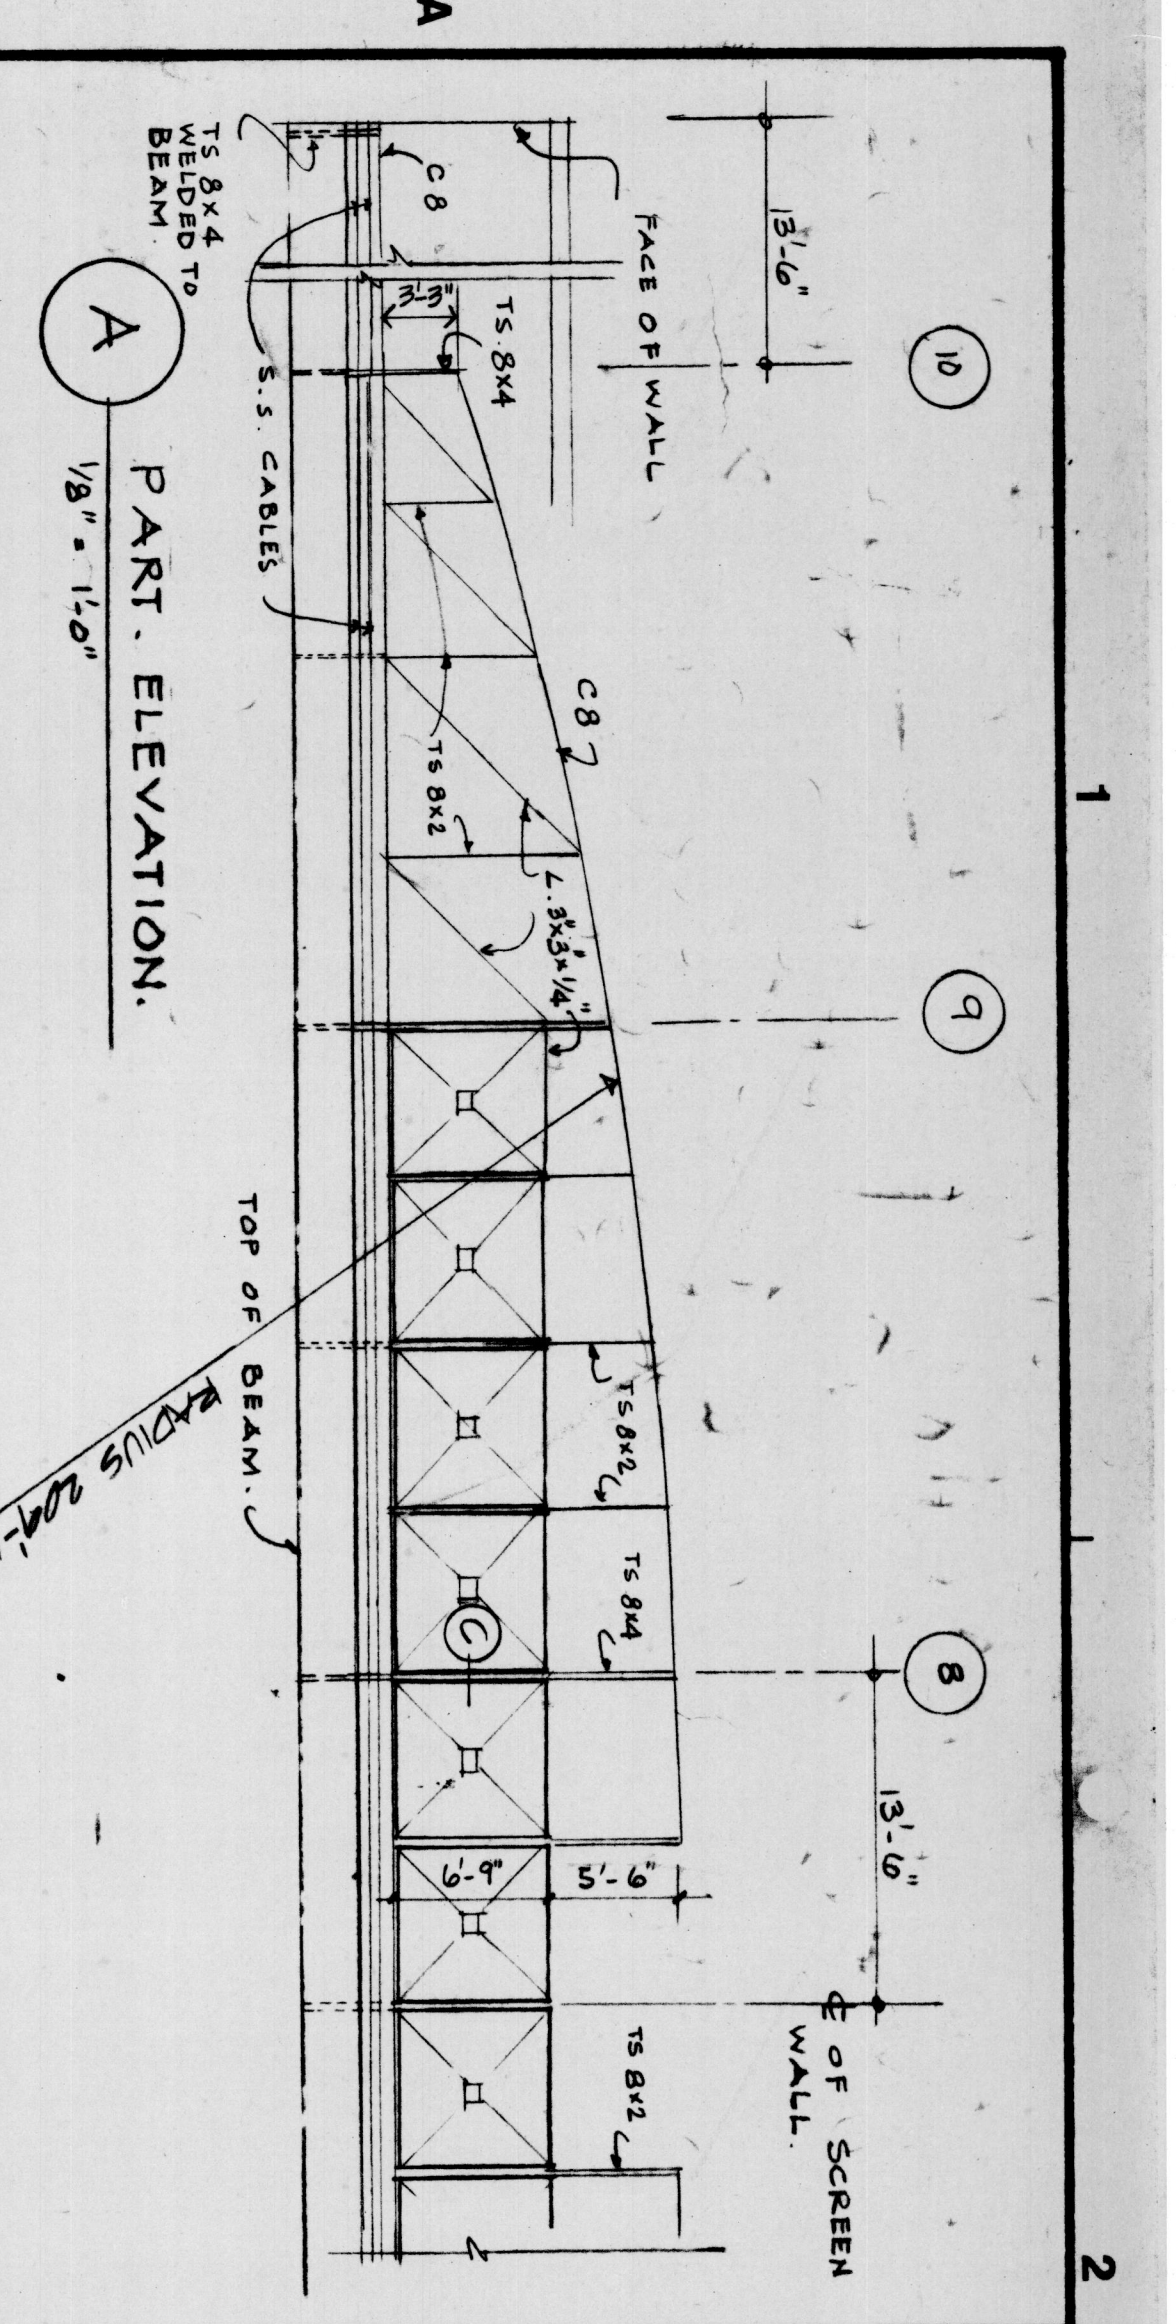 A
1
2
10
9
8
13'-6"
13'-6"
FACE OF WALL
℄ OF SCREEN
WALL.
C8
C8
TS 8x4
3'-3"
TS 8x2
L.3"x3"x1/4"
TS 8x2
TS 8x4
TS 8x2
C
6'-9"
5'-6"
TS 8x4
WELDED TO
BEAM.
S.S. CABLES
TOP OF BEAM.
RADIUS 209'-
A
PART. ELEVATION.
1/8" = 1'-0"